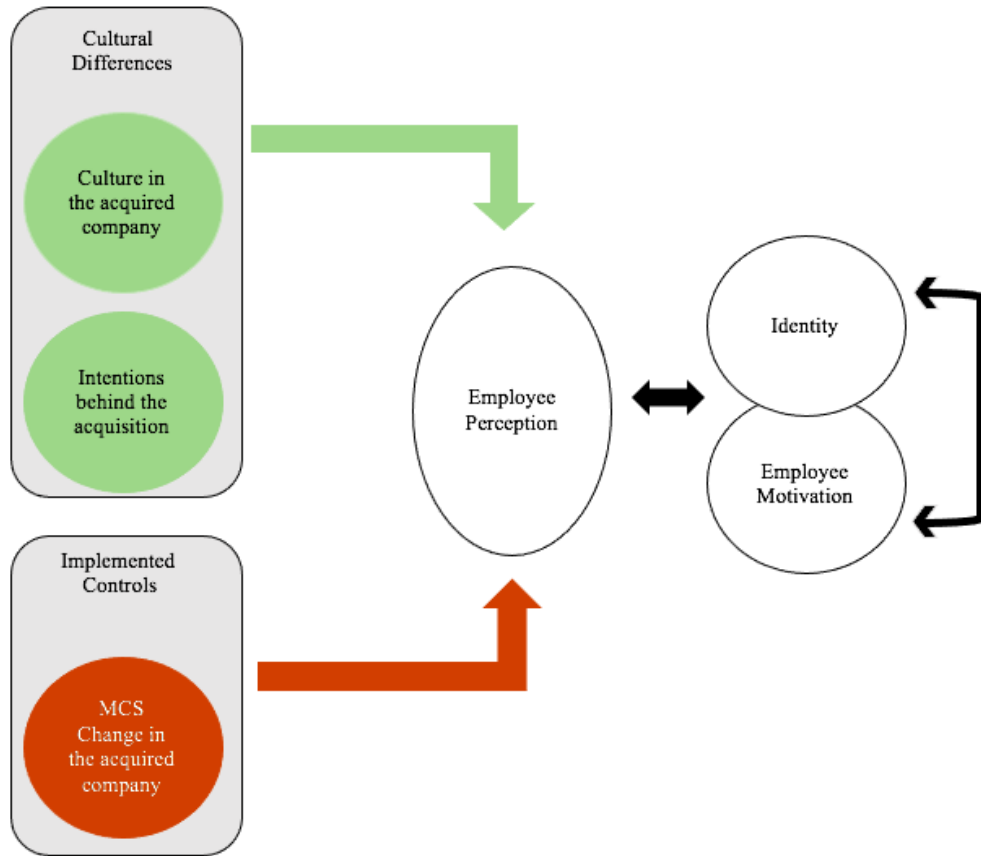 Cultural
Differences
Culture in
the acquired
company
Intentions
behind the
acquisition
Employee
Perception
Identity
Employee
Motivation
Implemented
Controls
MCS
Change in
the acquired
company